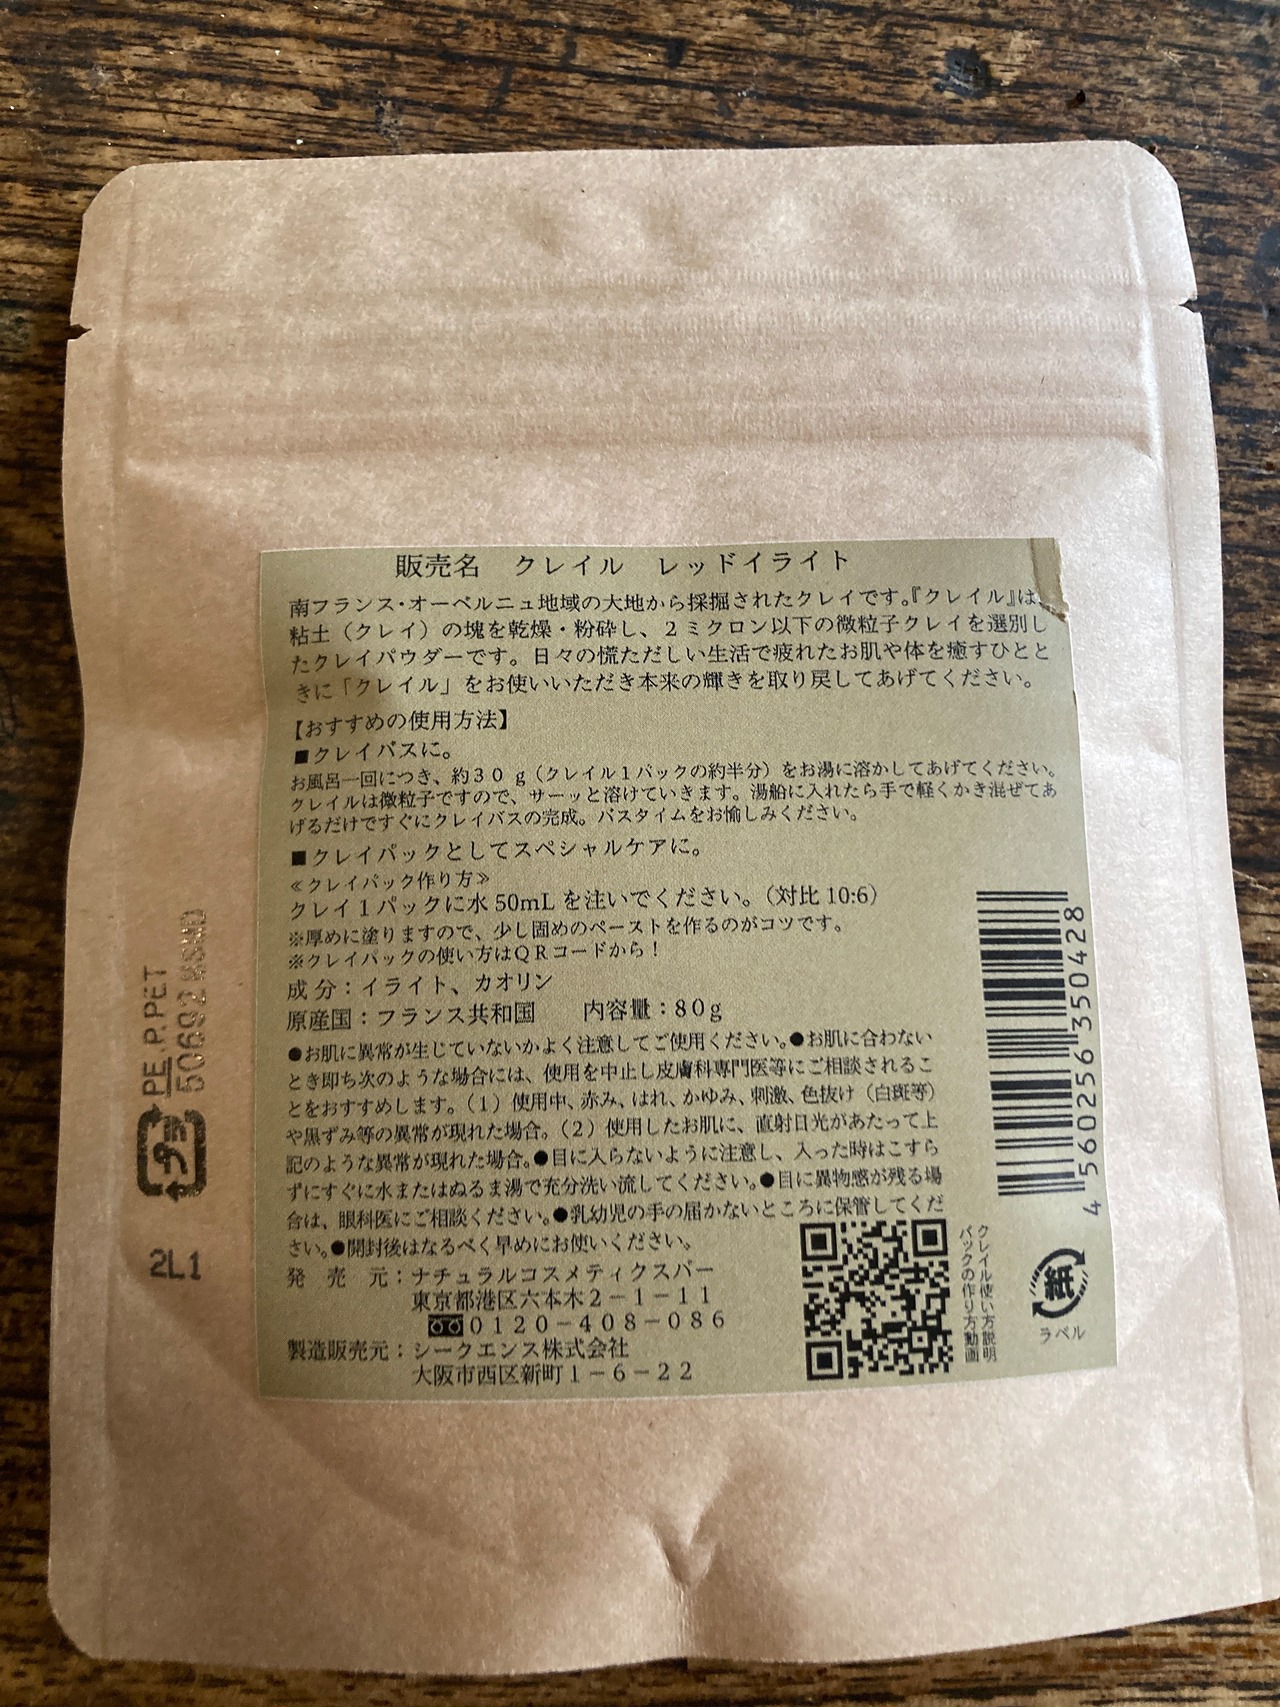 販売名　クレイル　レッドイライト
南フランス・オーベルニュ地域の大地から採掘されたクレイです。『クレイル』は、
粘土（クレイ）の塊を乾燥・粉砕し、２ミクロン以下の微粒子クレイを選別し
たクレイパウダーです。日々の慌ただしい生活で疲れたお肌や体を癒すひとと
きに「クレイル」をお使いいただき本来の輝きを取り戻してあげてください。
【おすすめの使用方法】
■クレイバスに。
お風呂一回につき、約３０ｇ（クレイル１パックの約半分）をお湯に溶かしてあげてください。
クレイルは微粒子ですので、サーッと溶けていきます。湯船に入れたら手で軽くかき混ぜてあ
げるだけですぐにクレイバスの完成。バスタイムをお愉しみください。
■クレイパックとしてスペシャルケアに。
≪クレイパック作り方≫
クレイ１パックに水 50mL を注いでください。（対比 10:6）
※厚めに塗りますので、少し固めのペーストを作るのがコツです。
※クレイパックの使い方はＱＲコードから！
成分：イライト、カオリン
原産国：フランス共和国　　内容量：80g
●お肌に異常が生じていないかよく注意してご使用ください。●お肌に合わない
とき即ち次のような場合には、使用を中止し皮膚科専門医等にご相談されるこ
とをおすすめします。（１）使用中、赤み、はれ、かゆみ、刺激、色抜け（白斑等）
や黒ずみ等の異常が現れた場合。（２）使用したお肌に、直射日光があたって上
記のような異常が現れた場合。●目に入らないように注意し、入った時はこすら
ずにすぐに水またはぬるま湯で充分洗い流してください。●目に異物感が残る場
合は、眼科医にご相談ください。●乳幼児の手の届かないところに保管してくだ
さい。●開封後はなるべく早めにお使いください。
発　売　元：ナチュラルコスメティクスバー
東京都港区六本木２－１－１１
０１２０－４０８－０８６
製造販売元：シークエンス株式会社
大阪市西区新町１－６－２２
4 560256 350428
クレイル使い方説明
パックの作り方動画
紙
ラベル
PE.P.PET
プラ
2L1